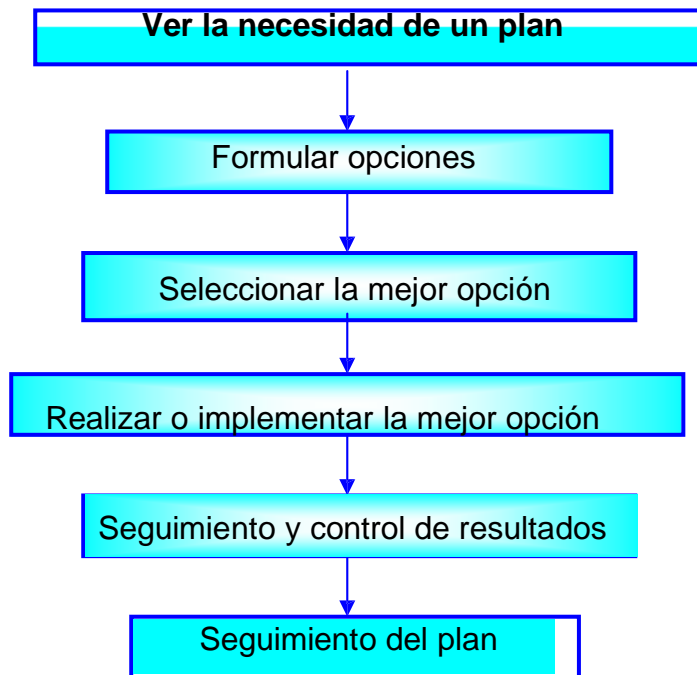 Ver la necesidad de un plan
Formular opciones
Seleccionar la mejor opción
Realizar o implementar la mejor opción
Seguimiento y control de resultados
Seguimiento del plan